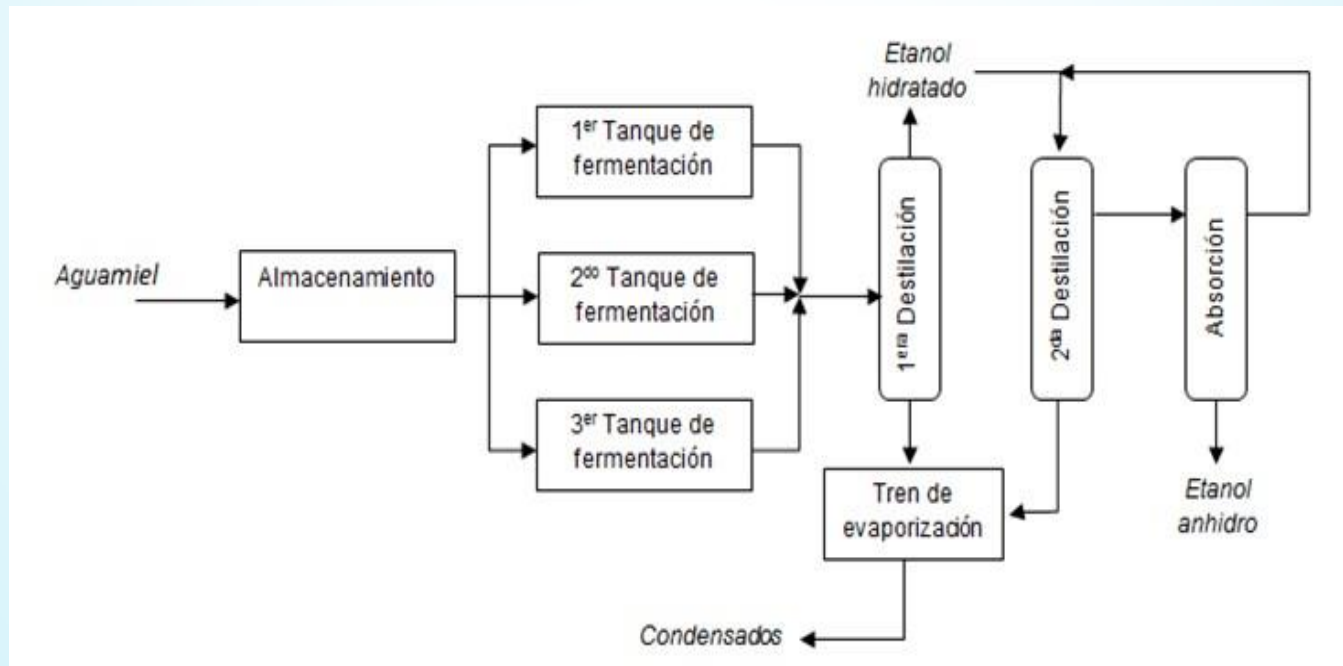 Aguamiel
Almacenamiento
1er Tanque de
fermentación
2do Tanque de
fermentación
3er Tanque de
fermentación
Etanol
hidratado
1era Destilación
2da Destilación
Absorción
Tren de
evaporización
Etanol
anhidro
Condensados